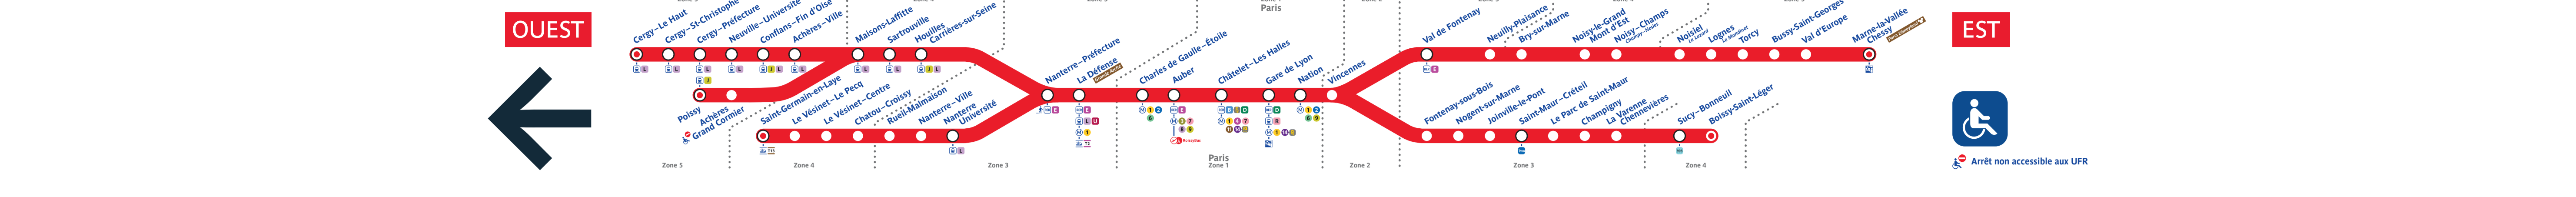 OUEST
Cergy–Le Haut
Cergy–St-Christophe
Cergy–Préfecture
Neuville–Université
Conflans–Fin d'Oise
Achères–Ville
Maisons-Laffitte
Sartrouville
Houilles
Carrières-sur-Seine
Poissy
Achères
Grand Cormier
Saint-Germain-en-Laye
Le Vésinet–Le Pecq
Le Vésinet–Centre
Chatou–Croissy
Rueil-Malmaison
Nanterre–Ville
Nanterre
Université
Nanterre–Préfecture
La Défense
Grande Arche
Charles de Gaulle–Étoile
Auber
Châtelet–Les Halles
Gare de Lyon
Nation
Vincennes
Paris
Val de Fontenay
Neuilly-Plaisance
Bry-sur-Marne
Noisy-le-Grand
Mont d'Est
Noisy–Champs
Noisiel
Le Luzard
Lognes
Le Mandinet
Torcy
Bussy-Saint-Georges
Val d'Europe
Marne-la-Vallée
Chessy
Fontenay-sous-Bois
Nogent-sur-Marne
Joinville-le-Pont
Saint-Maur–Créteil
Le Parc de Saint-Maur
Champigny
La Varenne
Chennevières
Sucy–Bonneuil
Boissy-Saint-Léger
Zone 5
Zone 4
Zone 3
Paris
Zone 1
Zone 2
Zone 3
Zone 4
EST
Arrêt non accessible aux UFR